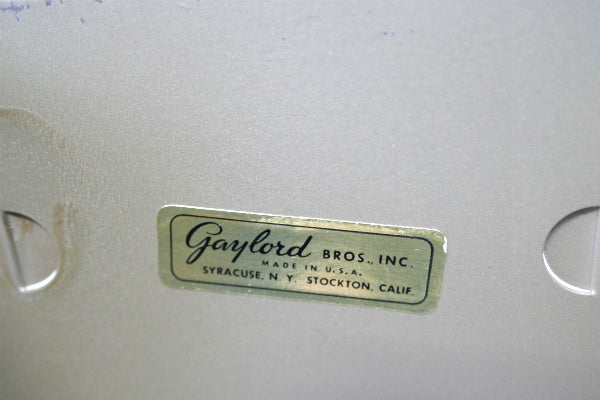 Gaylord BROS., INC.
MADE IN U.S.A.
SYRACUSE, N.Y. STOCKTON, CALIF.